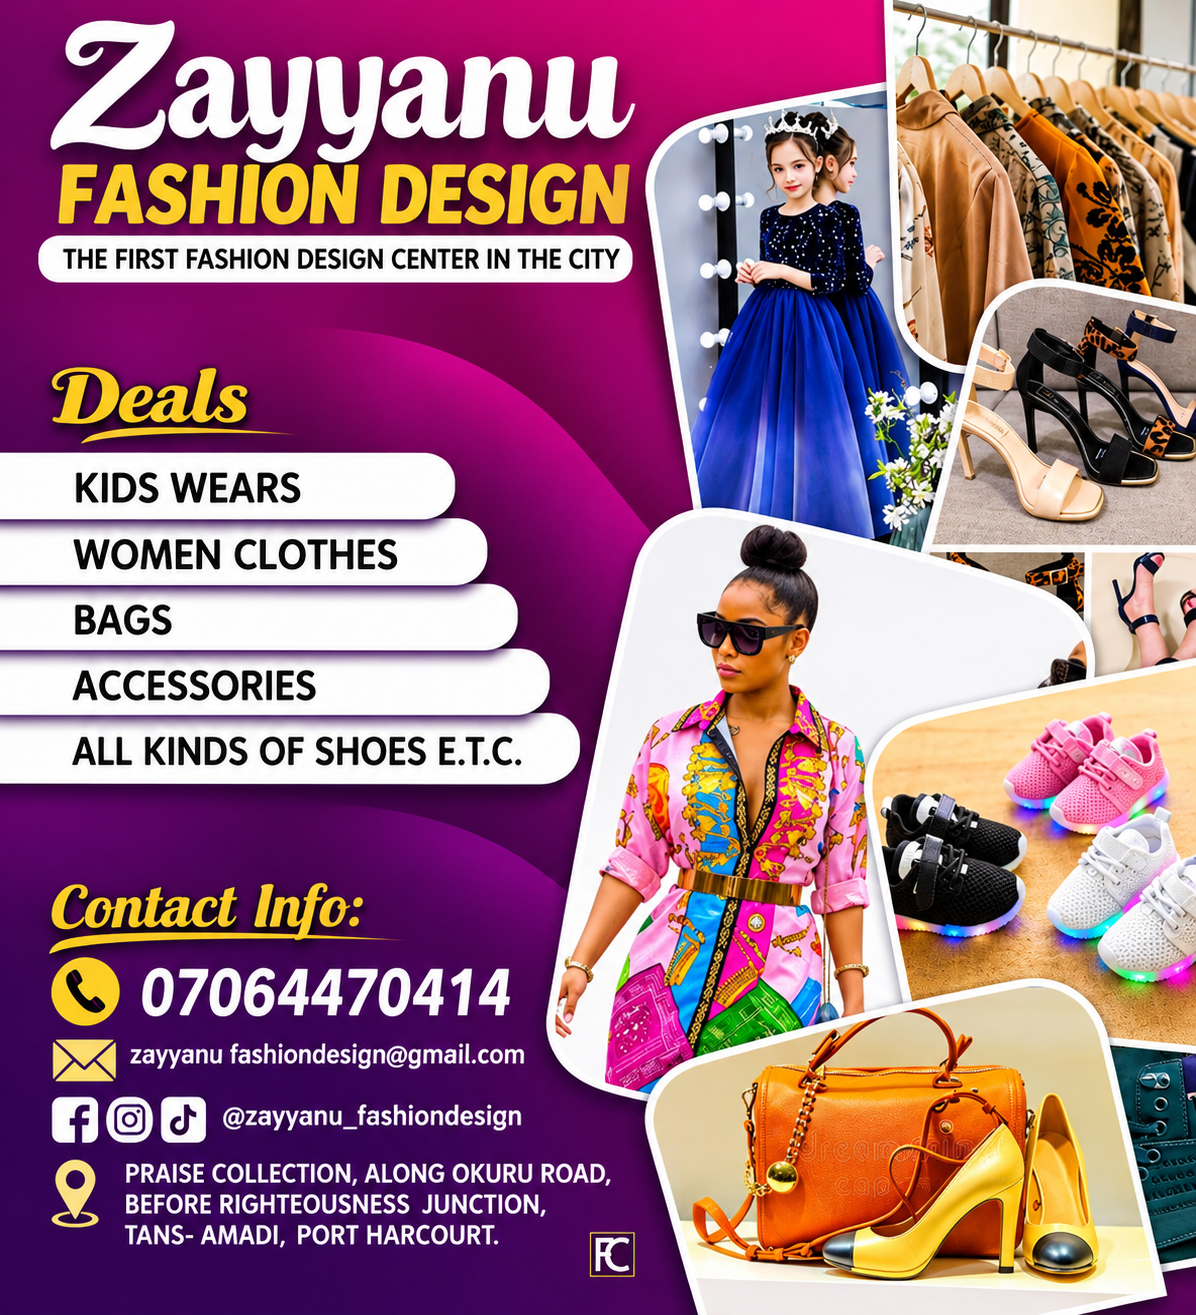 Zayyanu
FASHION DESIGN
THE FIRST FASHION DESIGN CENTER IN THE CITY
Deals
KIDS WEARS
WOMEN CLOTHES
BAGS
ACCESSORIES
ALL KINDS OF SHOES E.T.C.
Contact Info:
07064470414
zayyanu fashiondesign@gmail.com
@zayyanu_fashiondesign
PRAISE COLLECTION, ALONG OKURU ROAD,
BEFORE RIGHTEOUSNESS JUNCTION,
TANS- AMADI, PORT HARCOURT.
FC